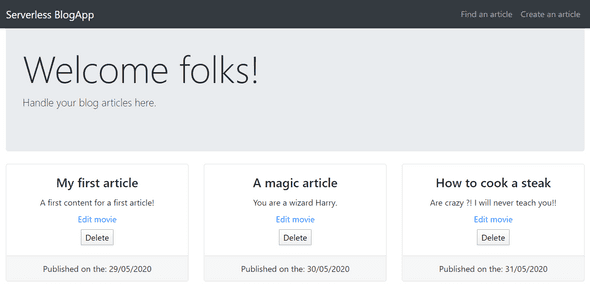 Serverless BlogApp Find an article Create an article
Welcome folks!
Handle your blog articles here.
My first article
A first content for a first article!
Edit movie
Delete
Published on the: 29/05/2020
A magic article
You are a wizard Harry.
Edit movie
Delete
Published on the: 30/05/2020
How to cook a steak
Are crazy ?! I will never teach you!!
Edit movie
Delete
Published on the: 31/05/2020